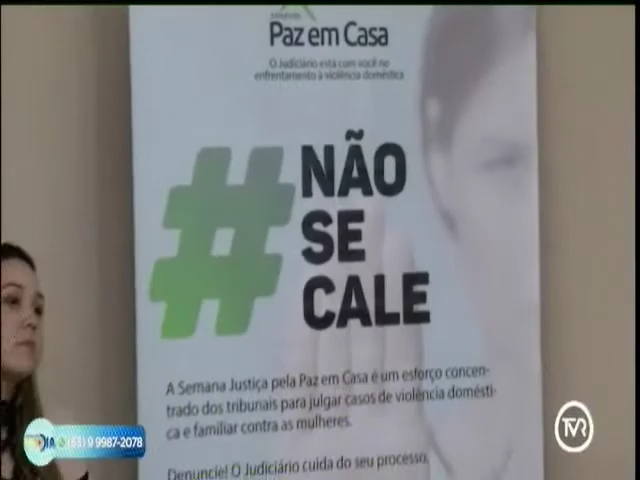 Paz em Casa
O Judiciário está com você no
enfrentamento à violência doméstica
#NÃO
SE
CALE
A Semana Justiça pela Paz em Casa é um esforço concen-
trado dos tribunais para julgar casos de violência domésti-
ca e familiar contra as mulheres.
Denuncie! O Judiciário cuida do seu processo,
DIA
9 9987-2078
TVR